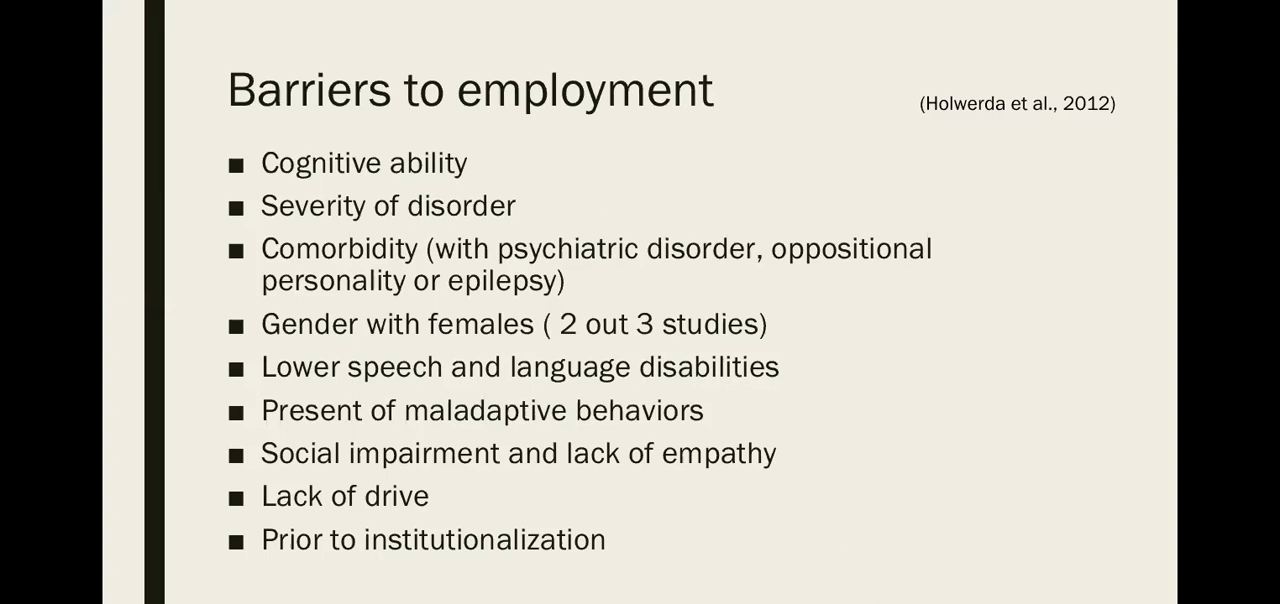 Barriers to employment
(Holwerda et al., 2012)
■ Cognitive ability
■ Severity of disorder
■ Comorbidity (with psychiatric disorder, oppositional
personality or epilepsy)
■ Gender with females ( 2 out 3 studies)
■ Lower speech and language disabilities
■ Present of maladaptive behaviors
■ Social impairment and lack of empathy
■ Lack of drive
■ Prior to institutionalization